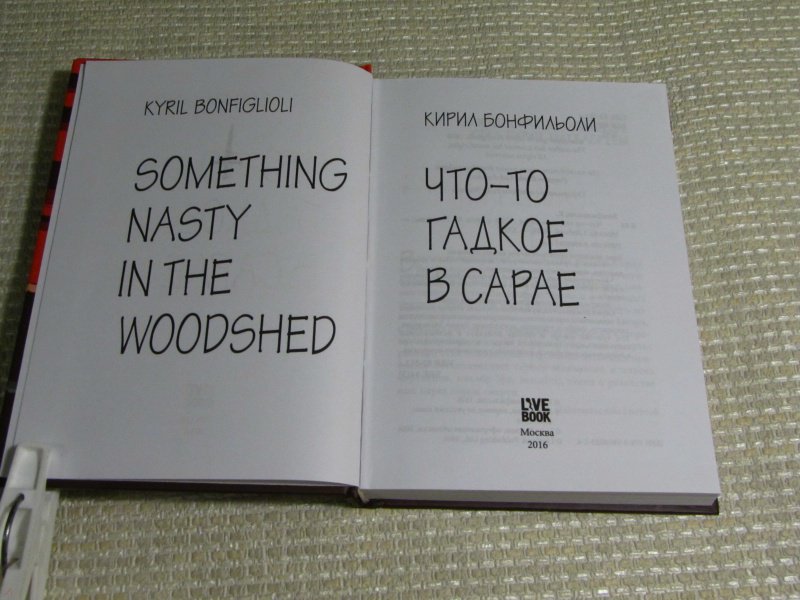 KYRIL BONFIGLIOLI
SOMETHING
NASTY
IN THE
WOODSHED
КИРИЛ БОНФИЛЬОЛИ
ЧТО-ТО
ГАДКОЕ
В САРАЕ
LIVE
BOOK
Москва
2016